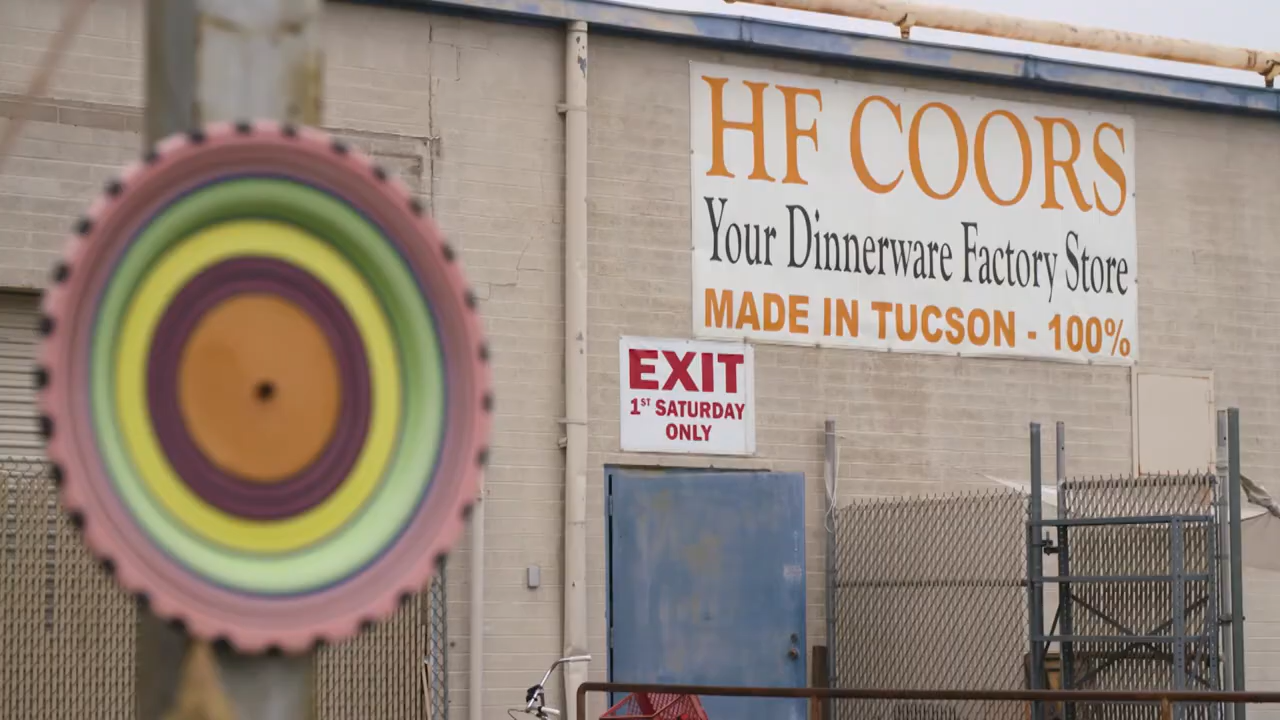 HF COORS
Your Dinnerware Factory Store
MADE IN TUCSON - 100%
EXIT
1ST SATURDAY
ONLY